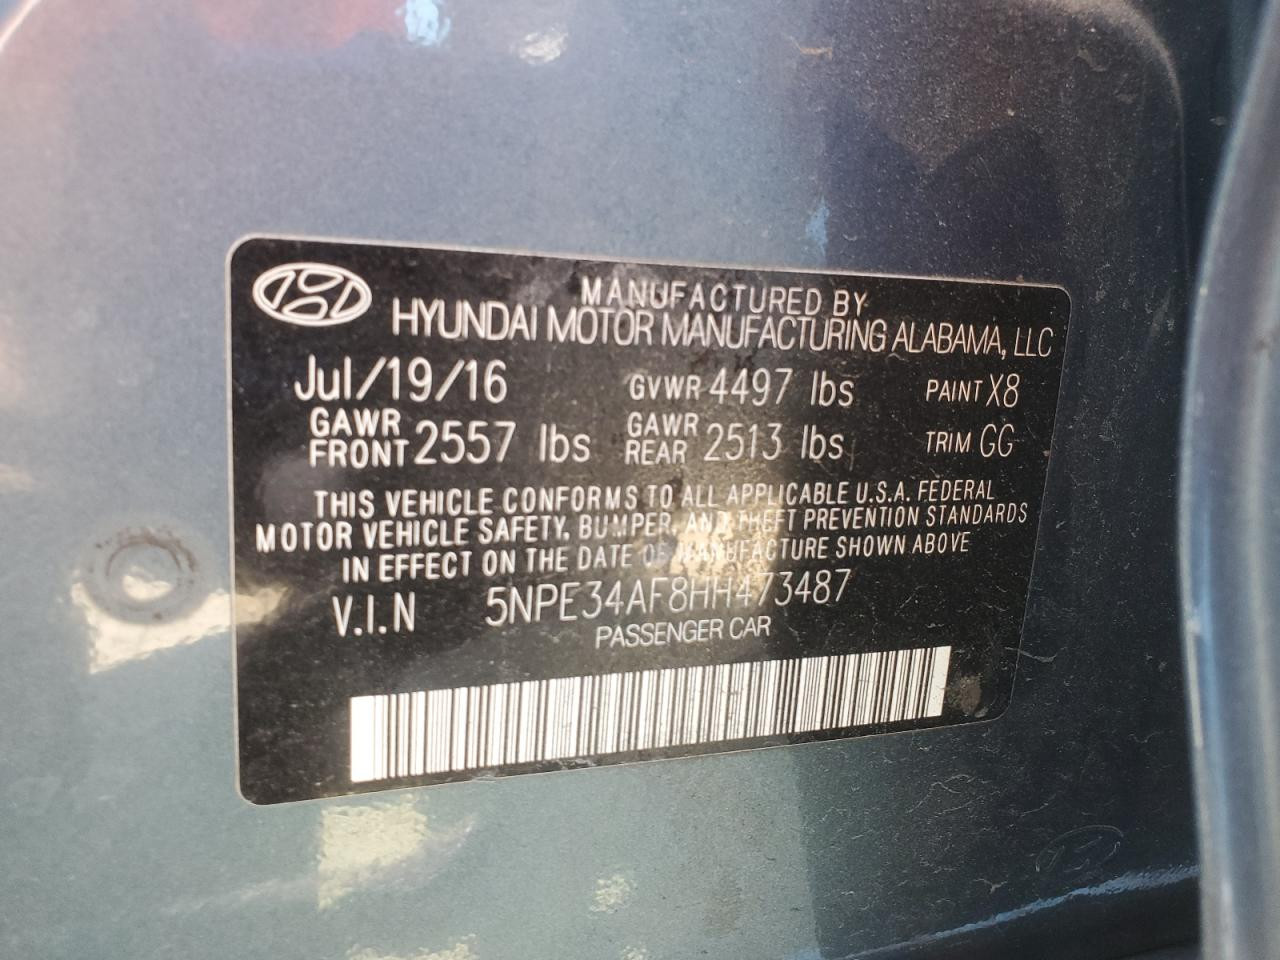 MANUFACTURED BY
HYUNDAI MOTOR MANUFACTURING ALABAMA, LLC
Jul/19/16 GVWR 4497 lbs PAINT X8
GAWR FRONT 2557 lbs GAWR REAR 2513 lbs TRIM GG
THIS VEHICLE CONFORMS TO ALL APPLICABLE U.S.A. FEDERAL
MOTOR VEHICLE SAFETY, BUMPER, AND THEFT PREVENTION STANDARDS
IN EFFECT ON THE DATE OF MANUFACTURE SHOWN ABOVE
V.I.N 5NPE34AF8HH473487
PASSENGER CAR